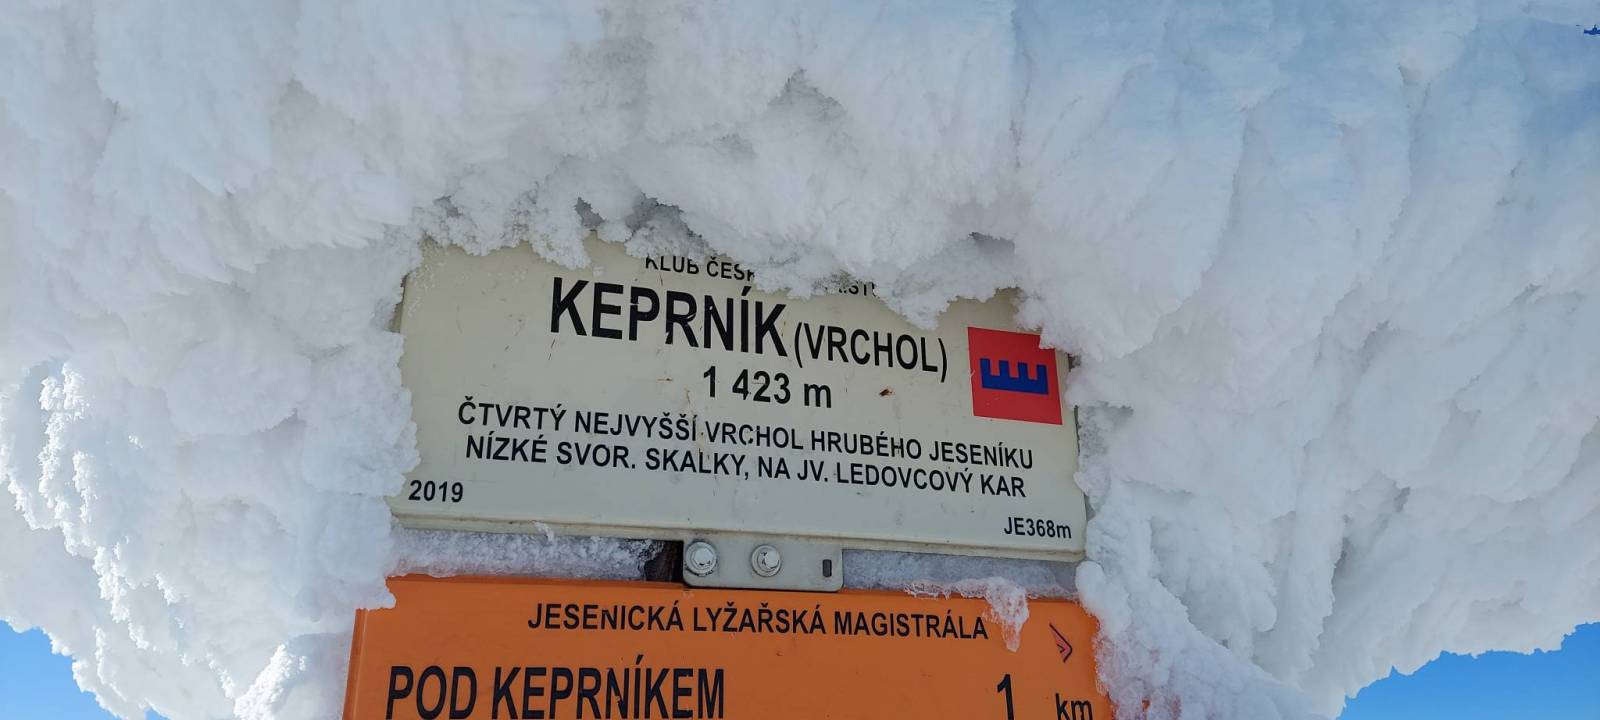 KLUB
KEPRNÍK (VRCHOL)
1 423 m
ČTVRTÝ NEJVYŠŠÍ VRCHOL HRUBÉHO JESENÍKU
NÍZKÉ SVOR. SKALKY, NA JV. LEDOVCOVÝ KAR
2019
JE368m
JESENICKÁ LYŽAŘSKÁ MAGISTRÁLA
POD KEPRNÍKEM 1 km